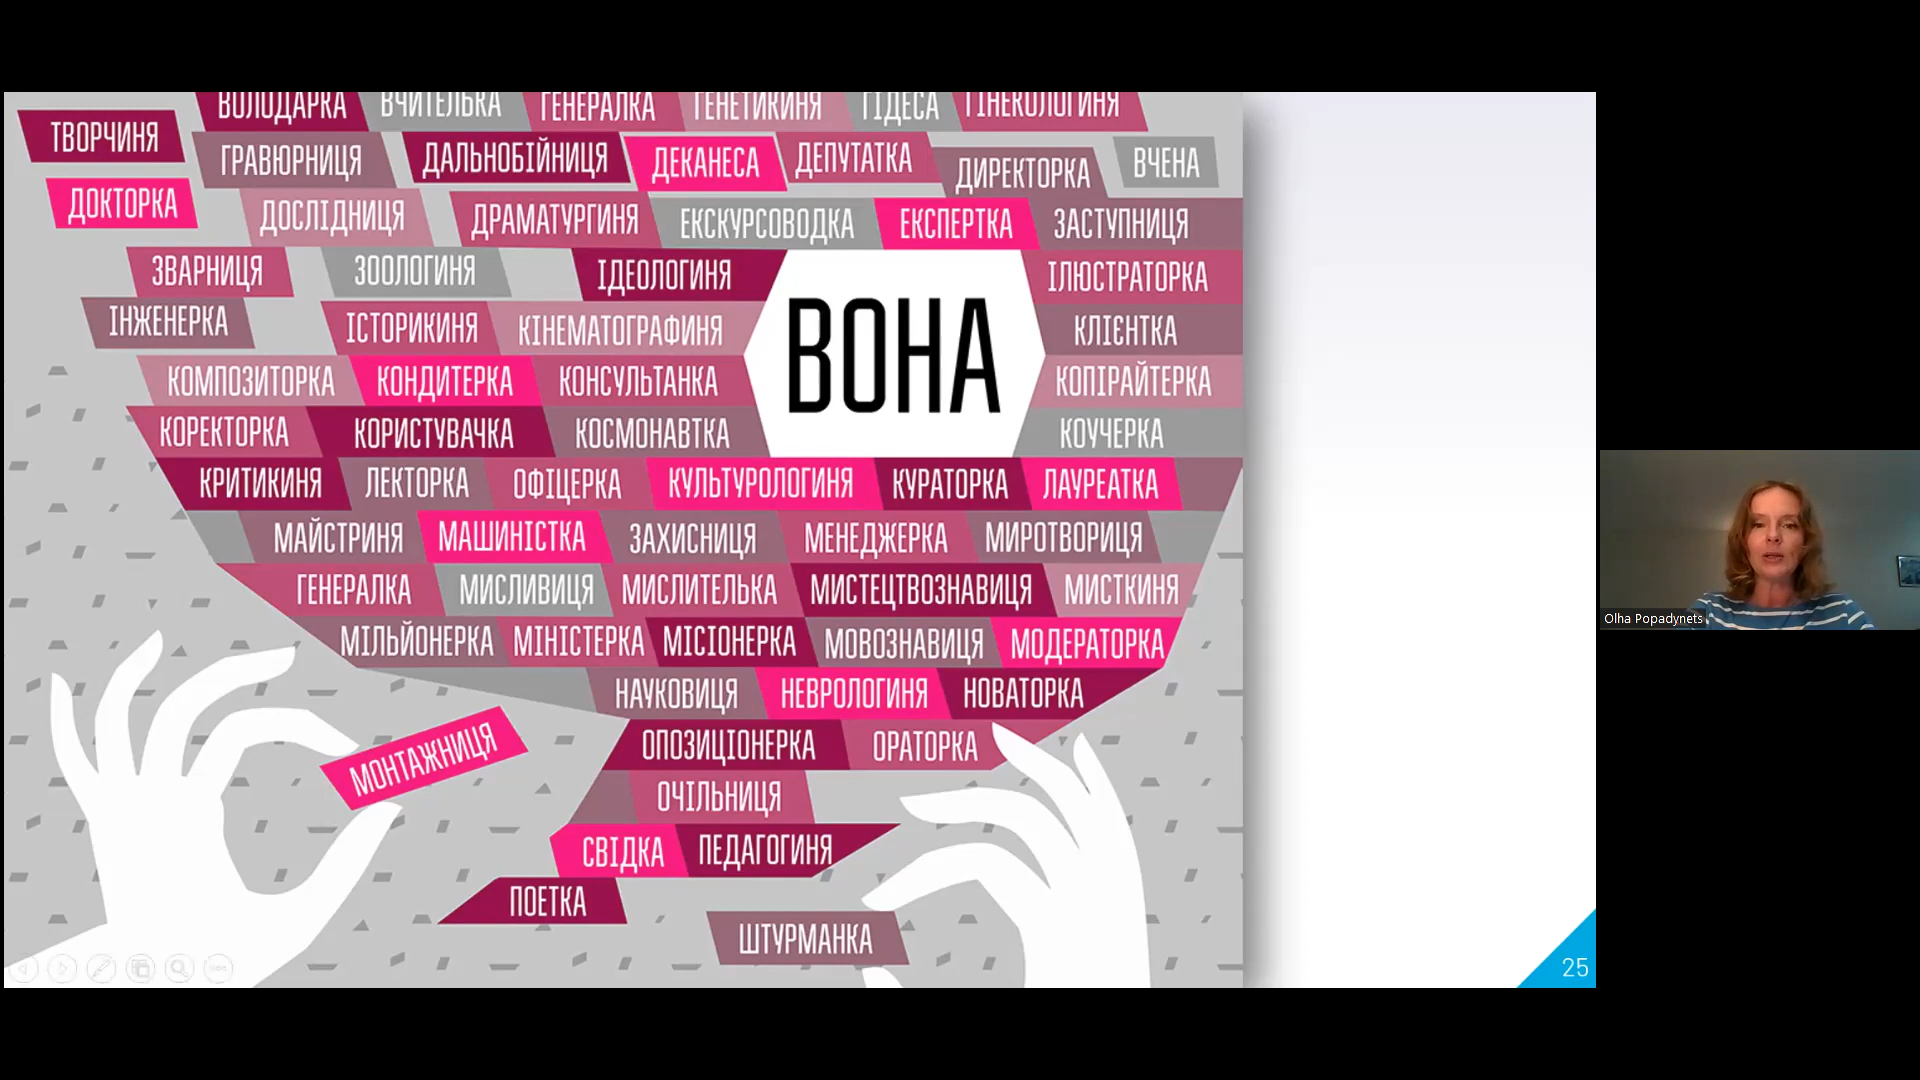 ВОЛОДАРКА ВЧИТЕЛЬКА ГЕНЕРАЛКА ГЕНЕТИКИНЯ ГІДЕСА ГІНЕКОЛОГИНЯ
ТВОРЧИНЯ ГРАВЮРНИЦЯ ДАЛЬНОБІЙНИЦЯ ДЕКАНЕСА ДЕПУТАТКА ДИРЕКТОРКА ВЧЕНА
ДОКТОРКА ДОСЛІДНИЦЯ ДРАМАТУРГИНЯ ЕКСКУРСОВОДКА ЕКСПЕРТКА ЗАСТУПНИЦЯ
ЗВАРНИЦЯ ЗООЛОГИНЯ ІДЕОЛОГИНЯ ІЛЮСТРАТОРКА
ІНЖЕНЕРКА ІСТОРИКИНЯ КІНЕМАТОГРАФИНЯ ВОНА КЛІЄНТКА
КОМПОЗИТОРКА КОНДИТЕРКА КОНСУЛЬТАНКА КОПІРАЙТЕРКА
КОРЕКТОРКА КОРИСТУВАЧКА КОСМОНАВТКА КОУЧЕРКА
КРИТИКИНЯ ЛЕКТОРКА ОФІЦЕРКА КУЛЬТУРОЛОГИНЯ КУРАТОРКА ЛАУРЕАТКА
МАЙСТРИНЯ МАШИНІСТКА ЗАХИСНИЦЯ МЕНЕДЖЕРКА МИРОТВОРИЦЯ
ГЕНЕРАЛКА МИСЛИВИЦЯ МИСЛИТЕЛЬКА МИСТЕЦТВОЗНАВИЦЯ МИСТКИНЯ
МІЛЬЙОНЕРКА МІНІСТЕРКА МІСІОНЕРКА МОВОЗНАВИЦЯ МОДЕРАТОРКА
НАУКОВИЦЯ НЕВРОЛОГИНЯ НОВАТОРКА
МОНТАЖНИЦЯ ОПОЗИЦІОНЕРКА ОРАТОРКА
ОЧІЛЬНИЦЯ
СВІДКА ПЕДАГОГИНЯ
ПОЕТКА
ШТУРМАНКА
25
Olha Popadynets